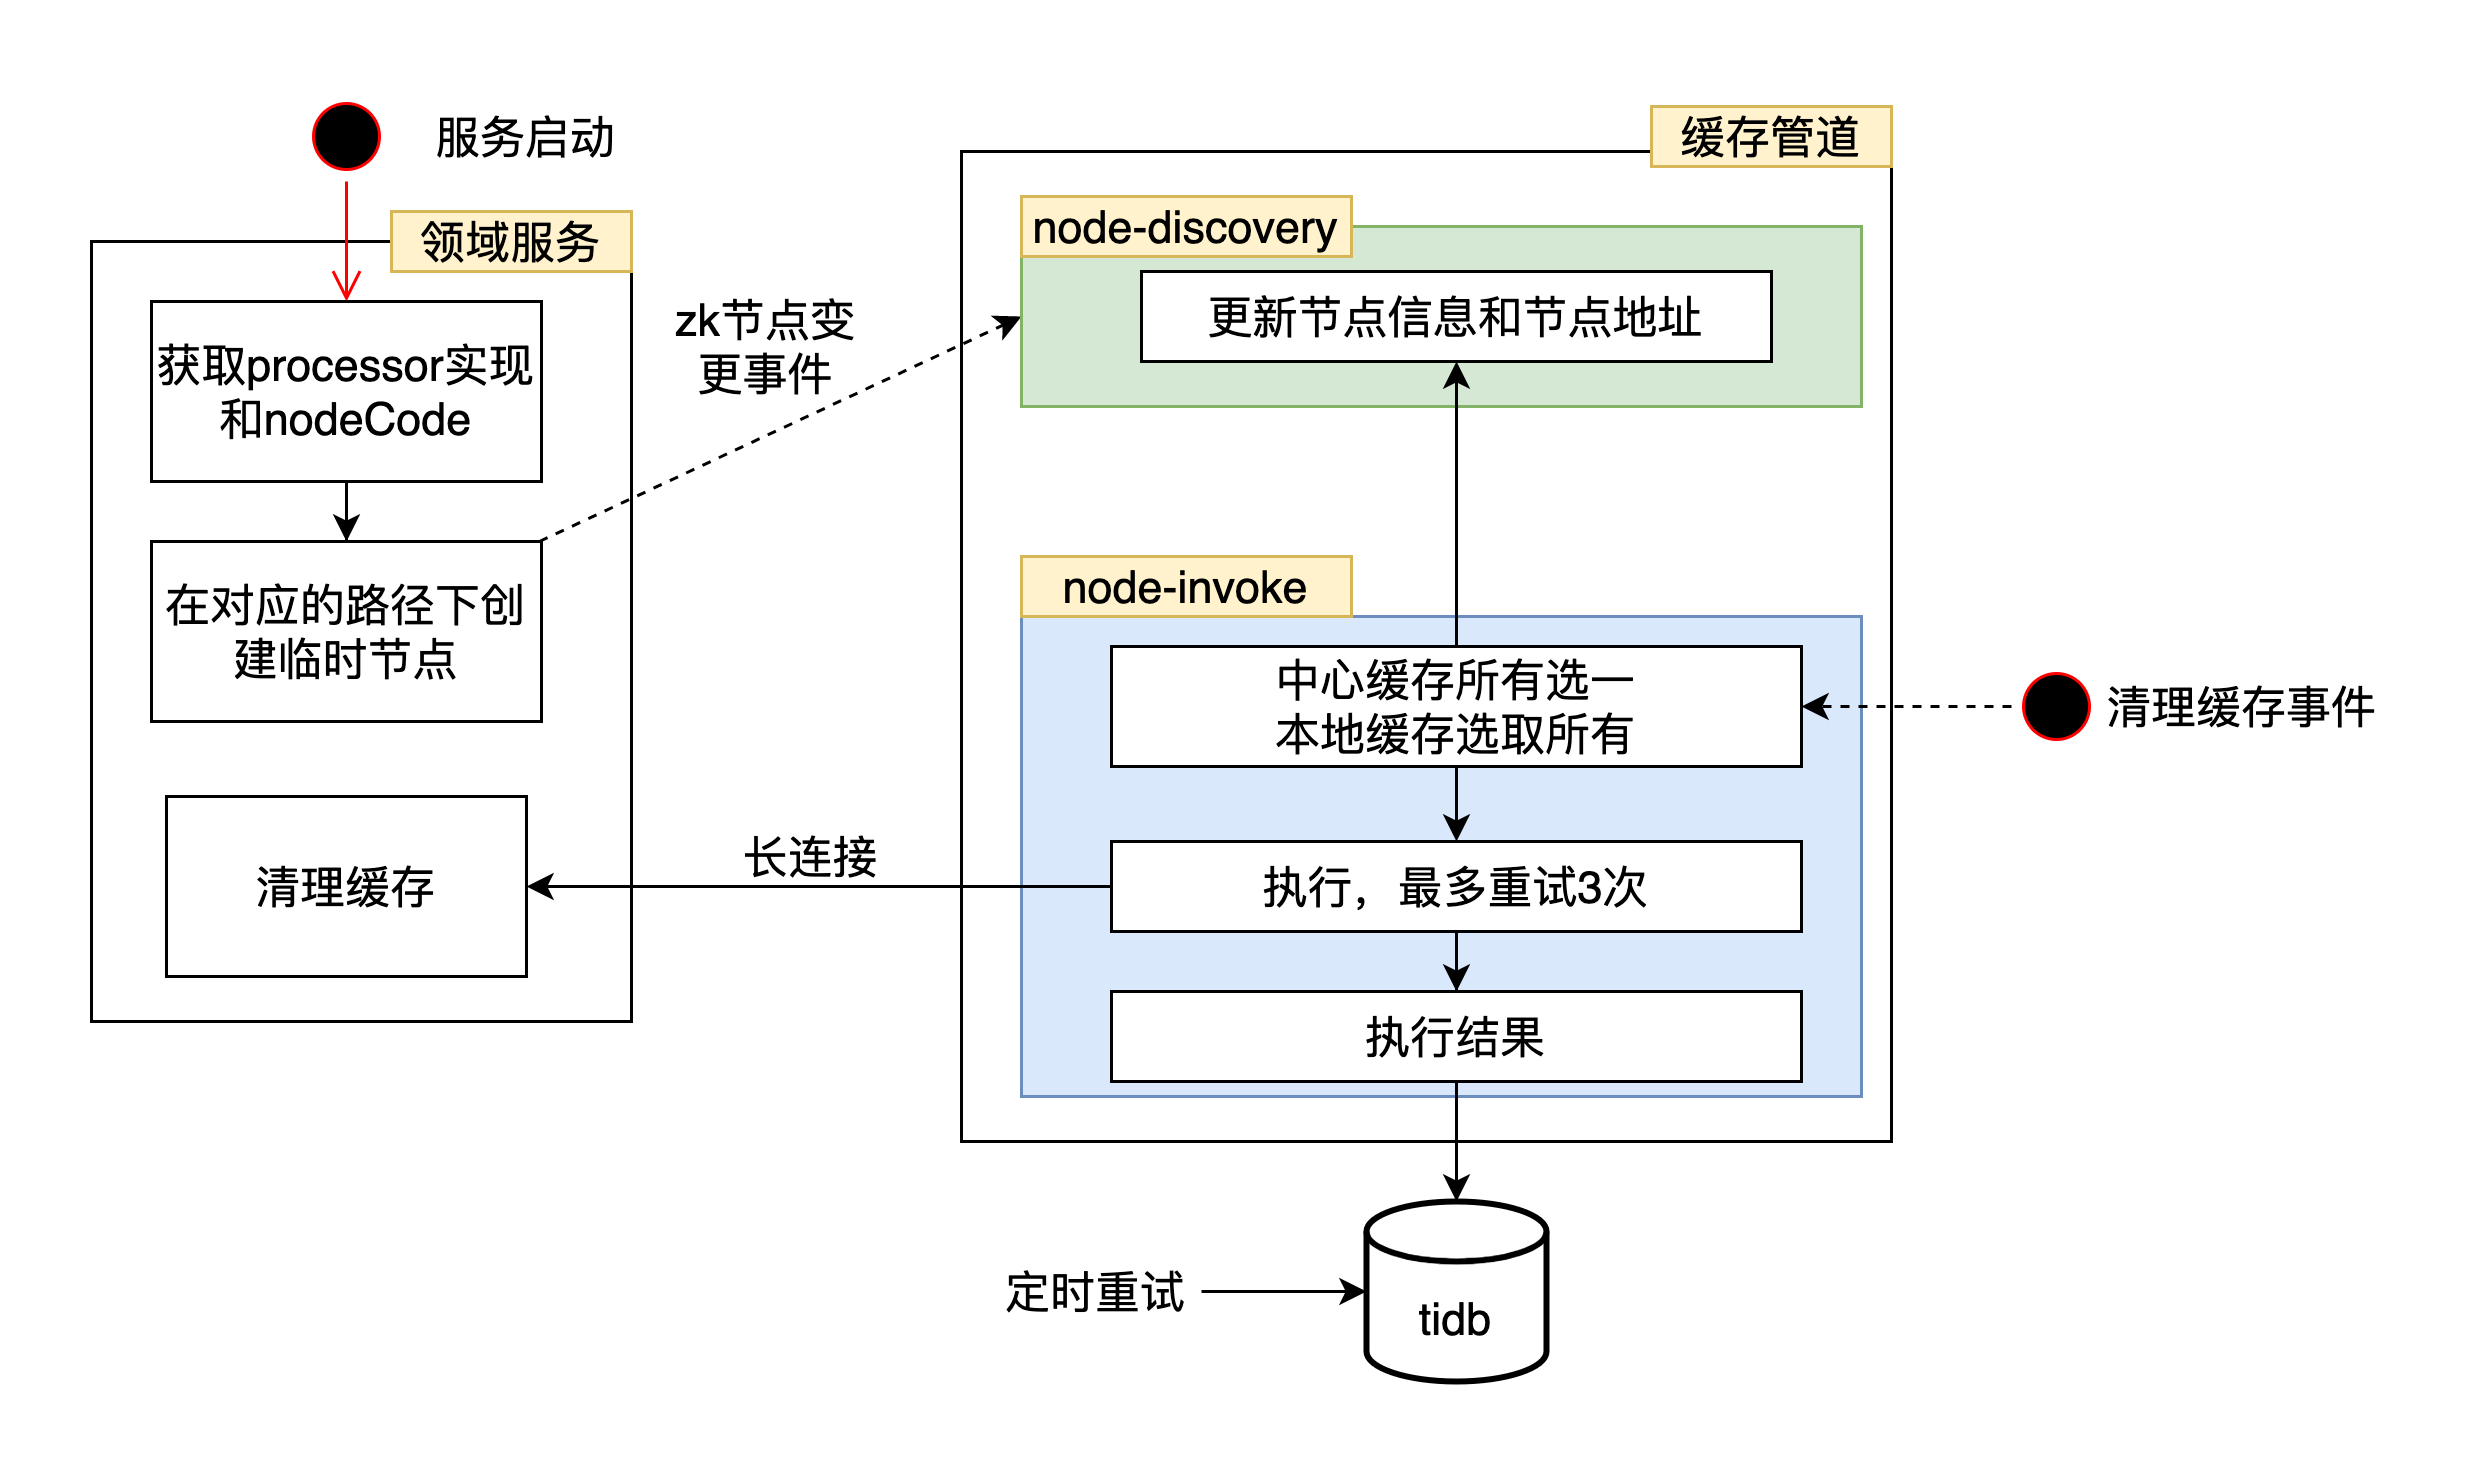 服务启动
领域服务
获取processor实现
和nodeCode
在对应的路径下创
建临时节点
清理缓存
zk节点变
更事件
长连接
缓存管道
node-discovery
更新节点信息和节点地址
node-invoke
中心缓存所有选一
本地缓存选取所有
执行，最多重试3次
执行结果
清理缓存事件
定时重试
tidb